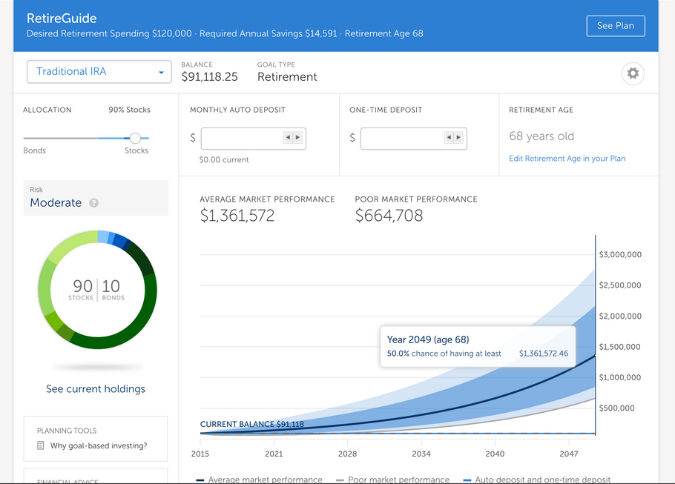 RetireGuide
Desired Retirement Spending $120,000 · Required Annual Savings $14,591 · Retirement Age 68
See Plan
Traditional IRA
BALANCE
$91,118.25
GOAL TYPE
Retirement
ALLOCATION
90% Stocks
Bonds
Stocks
MONTHLY AUTO DEPOSIT
$
$0.00 current
ONE-TIME DEPOSIT
$
RETIREMENT AGE
68 years old
Edit Retirement Age in your Plan
Risk
Moderate ?
90 10
STOCKS BONDS
See current holdings
PLANNING TOOLS
Why goal-based investing?
FINANCIAL ADVICE
AVERAGE MARKET PERFORMANCE
$1,361,572
POOR MARKET PERFORMANCE
$664,708
$3,000,000
$2,500,000
$2,000,000
$1,500,000
$1,000,000
$500,000
Year 2049 (age 68)
50.0% chance of having at least $1,361,572.46
CURRENT BALANCE $91,118
2015 2021 2028 2034 2040 2047
Average market performance Poor market performance Auto deposit and one-time deposit